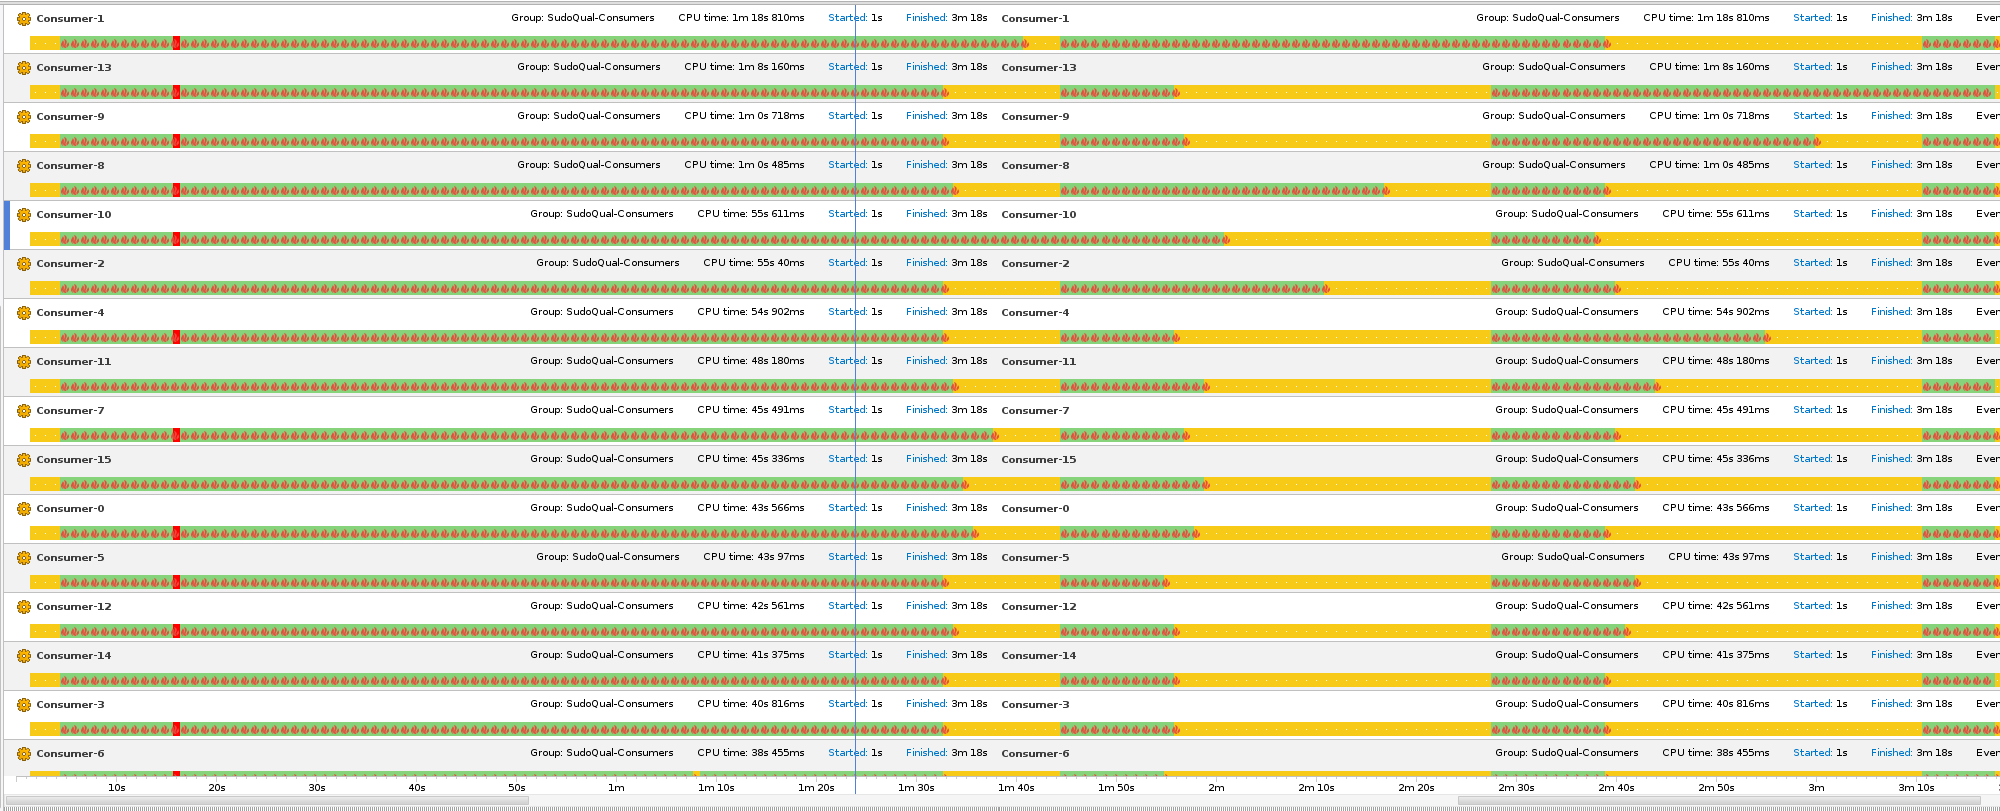 Consumer-1 Group: SudoQual-Consumers CPU time: 1m 18s 810ms Started: 1s Finished: 3m 18s Consumer-1 Group: SudoQual-Consumers CPU time: 1m 18s 810ms Started: 1s Finished: 3m 18s Ever
Consumer-13 Group: SudoQual-Consumers CPU time: 1m 8s 160ms Started: 1s Finished: 3m 18s Consumer-13 Group: SudoQual-Consumers CPU time: 1m 8s 160ms Started: 1s Finished: 3m 18s Ever
Consumer-9 Group: SudoQual-Consumers CPU time: 1m 0s 718ms Started: 1s Finished: 3m 18s Consumer-9 Group: SudoQual-Consumers CPU time: 1m 0s 718ms Started: 1s Finished: 3m 18s Ever
Consumer-8 Group: SudoQual-Consumers CPU time: 1m 0s 485ms Started: 1s Finished: 3m 18s Consumer-8 Group: SudoQual-Consumers CPU time: 1m 0s 485ms Started: 1s Finished: 3m 18s Ever
Consumer-10 Group: SudoQual-Consumers CPU time: 55s 611ms Started: 1s Finished: 3m 18s Consumer-10 Group: SudoQual-Consumers CPU time: 55s 611ms Started: 1s Finished: 3m 18s Ever
Consumer-2 Group: SudoQual-Consumers CPU time: 55s 40ms Started: 1s Finished: 3m 18s Consumer-2 Group: SudoQual-Consumers CPU time: 55s 40ms Started: 1s Finished: 3m 18s Ever
Consumer-4 Group: SudoQual-Consumers CPU time: 54s 902ms Started: 1s Finished: 3m 18s Consumer-4 Group: SudoQual-Consumers CPU time: 54s 902ms Started: 1s Finished: 3m 18s Ever
Consumer-11 Group: SudoQual-Consumers CPU time: 48s 180ms Started: 1s Finished: 3m 18s Consumer-11 Group: SudoQual-Consumers CPU time: 48s 180ms Started: 1s Finished: 3m 18s Ever
Consumer-7 Group: SudoQual-Consumers CPU time: 45s 491ms Started: 1s Finished: 3m 18s Consumer-7 Group: SudoQual-Consumers CPU time: 45s 491ms Started: 1s Finished: 3m 18s Ever
Consumer-15 Group: SudoQual-Consumers CPU time: 45s 336ms Started: 1s Finished: 3m 18s Consumer-15 Group: SudoQual-Consumers CPU time: 45s 336ms Started: 1s Finished: 3m 18s Ever
Consumer-0 Group: SudoQual-Consumers CPU time: 43s 566ms Started: 1s Finished: 3m 18s Consumer-0 Group: SudoQual-Consumers CPU time: 43s 566ms Started: 1s Finished: 3m 18s Ever
Consumer-5 Group: SudoQual-Consumers CPU time: 43s 97ms Started: 1s Finished: 3m 18s Consumer-5 Group: SudoQual-Consumers CPU time: 43s 97ms Started: 1s Finished: 3m 18s Ever
Consumer-12 Group: SudoQual-Consumers CPU time: 42s 561ms Started: 1s Finished: 3m 18s Consumer-12 Group: SudoQual-Consumers CPU time: 42s 561ms Started: 1s Finished: 3m 18s Ever
Consumer-14 Group: SudoQual-Consumers CPU time: 41s 375ms Started: 1s Finished: 3m 18s Consumer-14 Group: SudoQual-Consumers CPU time: 41s 375ms Started: 1s Finished: 3m 18s Ever
Consumer-3 Group: SudoQual-Consumers CPU time: 40s 816ms Started: 1s Finished: 3m 18s Consumer-3 Group: SudoQual-Consumers CPU time: 40s 816ms Started: 1s Finished: 3m 18s Ever
Consumer-6 Group: SudoQual-Consumers CPU time: 38s 455ms Started: 1s Finished: 3m 18s Consumer-6 Group: SudoQual-Consumers CPU time: 38s 455ms Started: 1s Finished: 3m 18s Ever
10s 20s 30s 40s 50s 1m 1m 10s 1m 20s 1m 30s 1m 40s 1m 50s 2m 2m 10s 2m 20s 2m 30s 2m 40s 2m 50s 3m 3m 10s